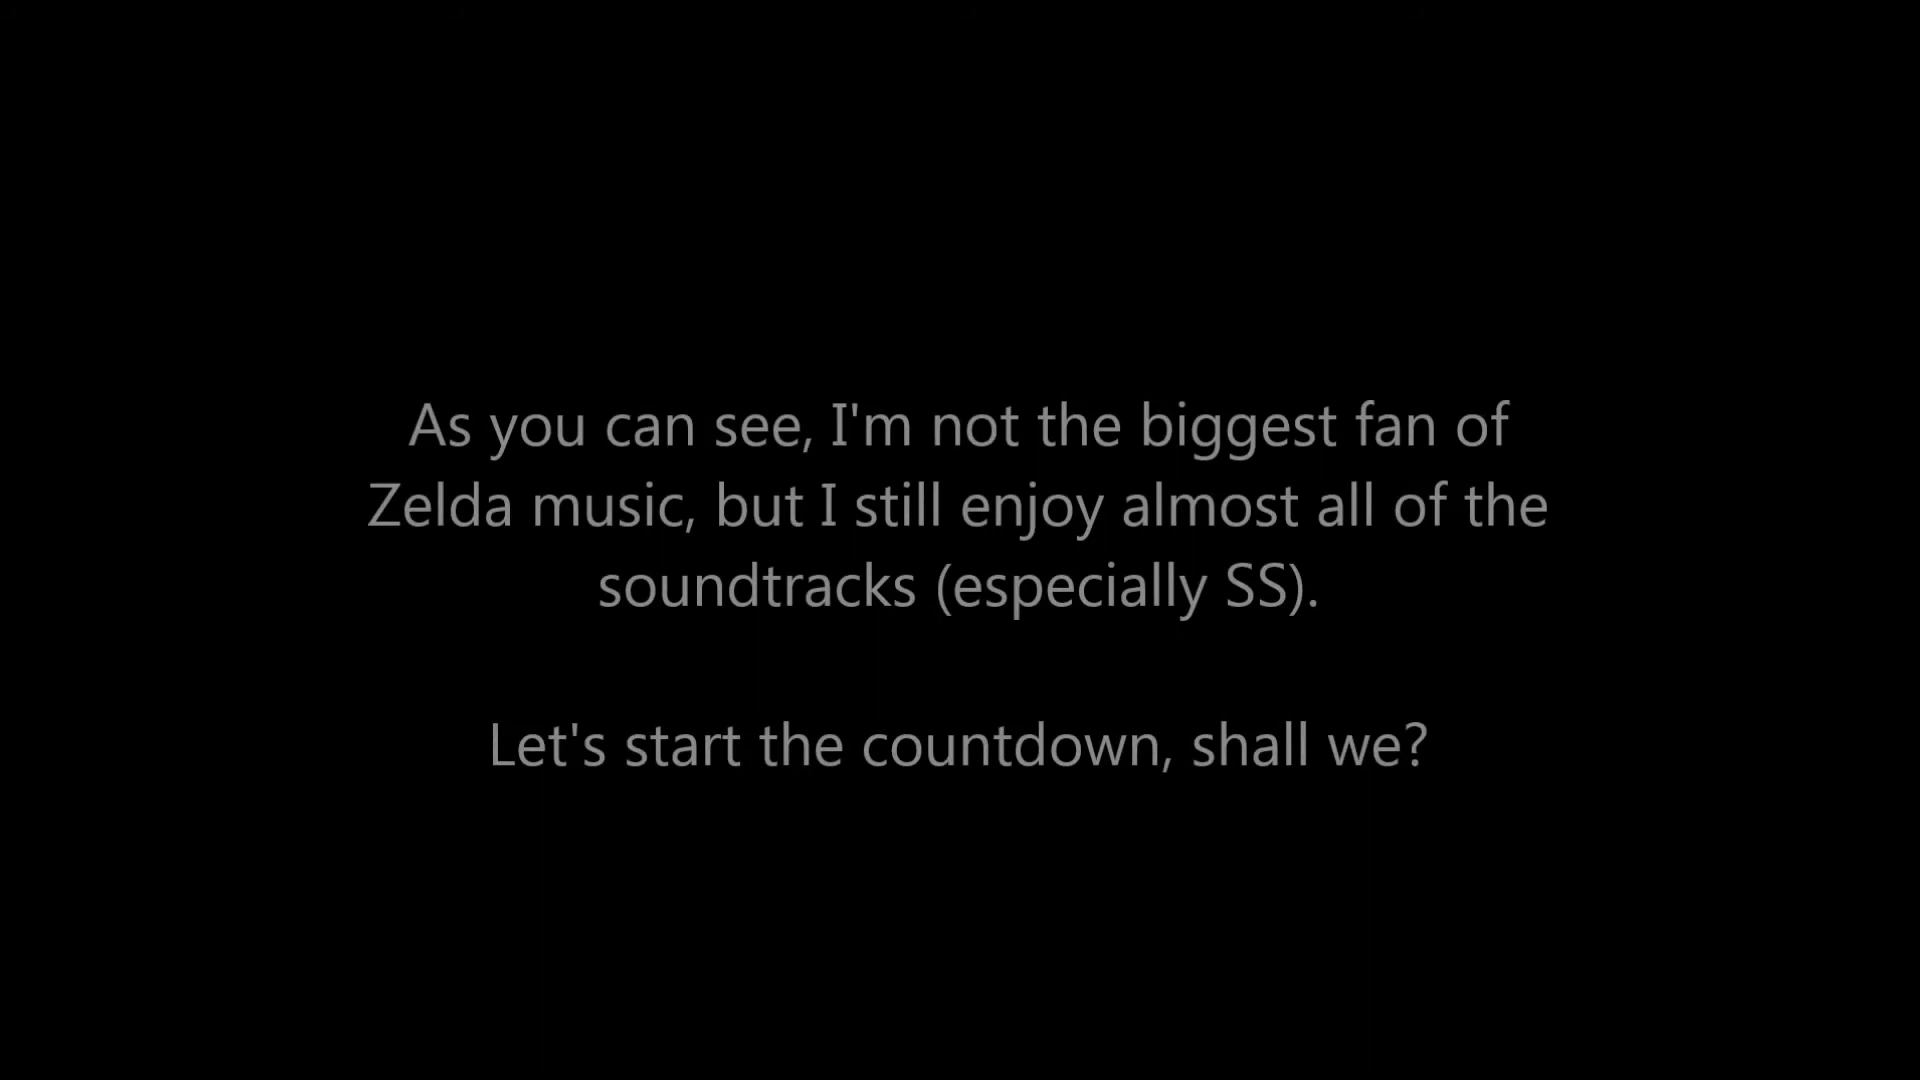 As you can see, I'm not the biggest fan of
Zelda music, but I still enjoy almost all of the
soundtracks (especially SS).
Let's start the countdown, shall we?